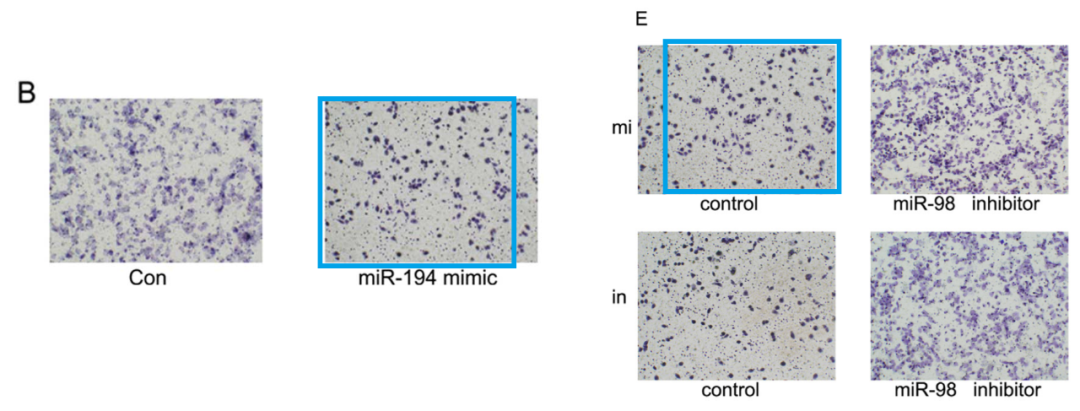 B
Con
miR-194 mimic
E
mi
control
miR-98 inhibitor
in
control
miR-98 inhibitor